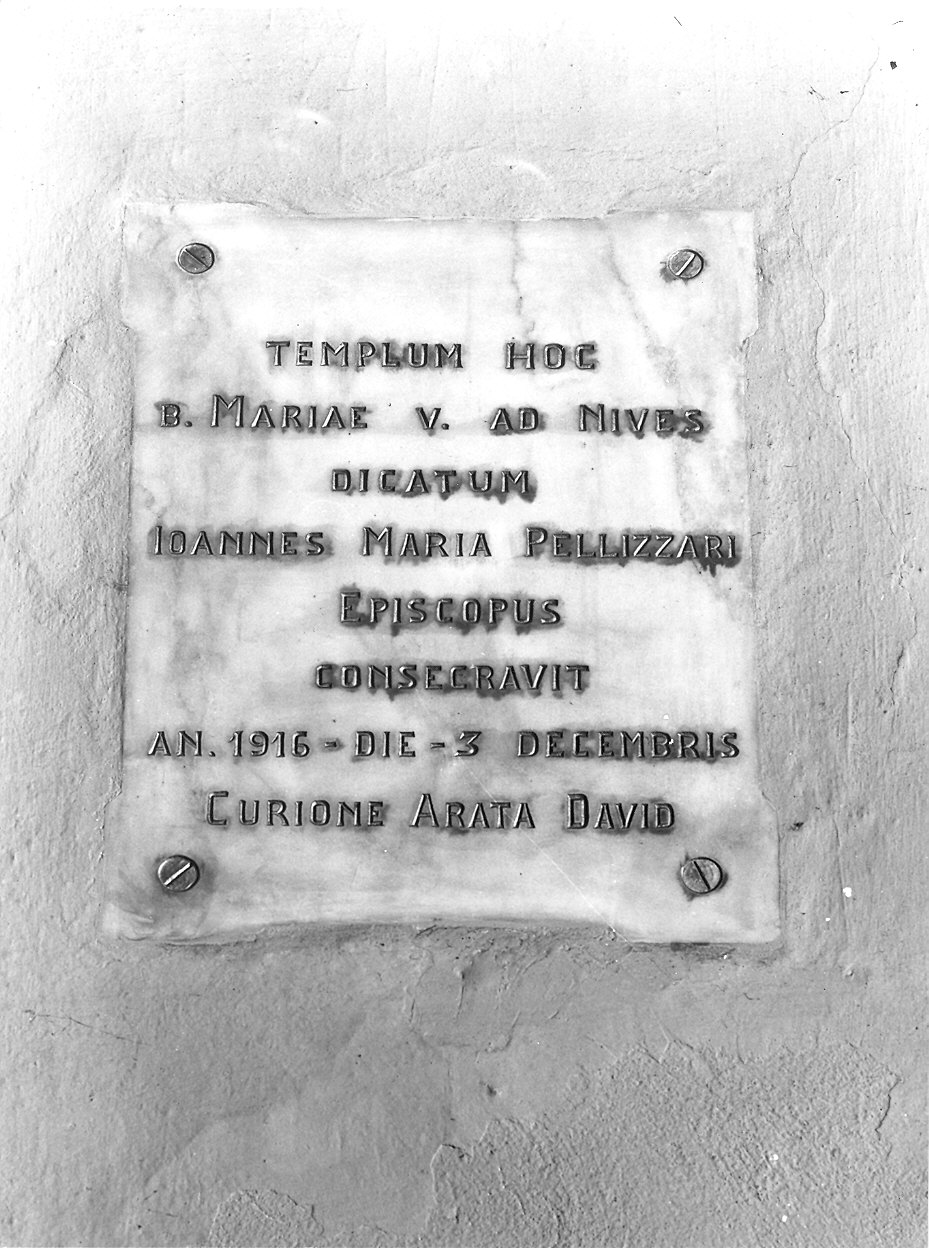 TEMPLUM HOC
B. MARIAE V. AD NIVES
DICATUM
IOANNES MARIA PELLIZZARI
EPISCOPUS
CONSECRAVIT
AN. 1916 - DIE - 3 DECEMBRIS
CURIONE ARATA DAVID